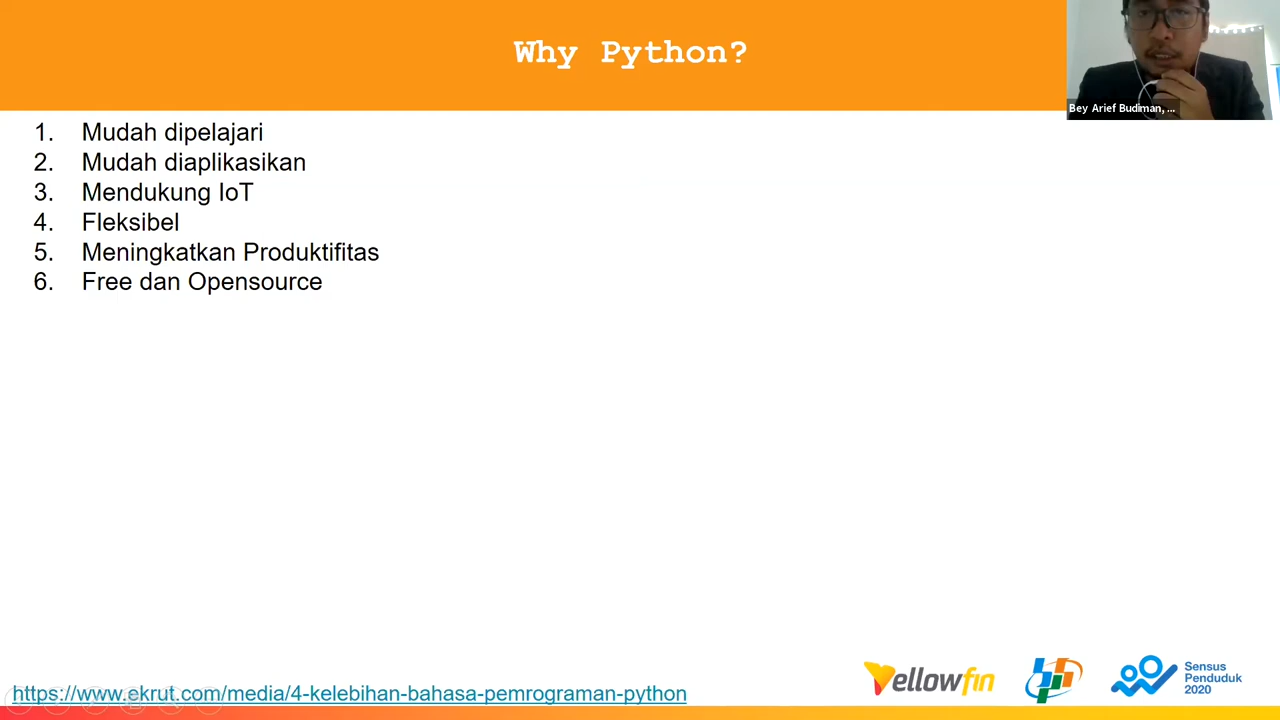 Why Python?
Bey Arief Budiman, ...
1. Mudah dipelajari
2. Mudah diaplikasikan
3. Mendukung IoT
4. Fleksibel
5. Meningkatkan Produktifitas
6. Free dan Opensource
https://www.ekrut.com/media/4-kelebihan-bahasa-pemrograman-python
Yellowfin
Sensus
Penduduk
2020